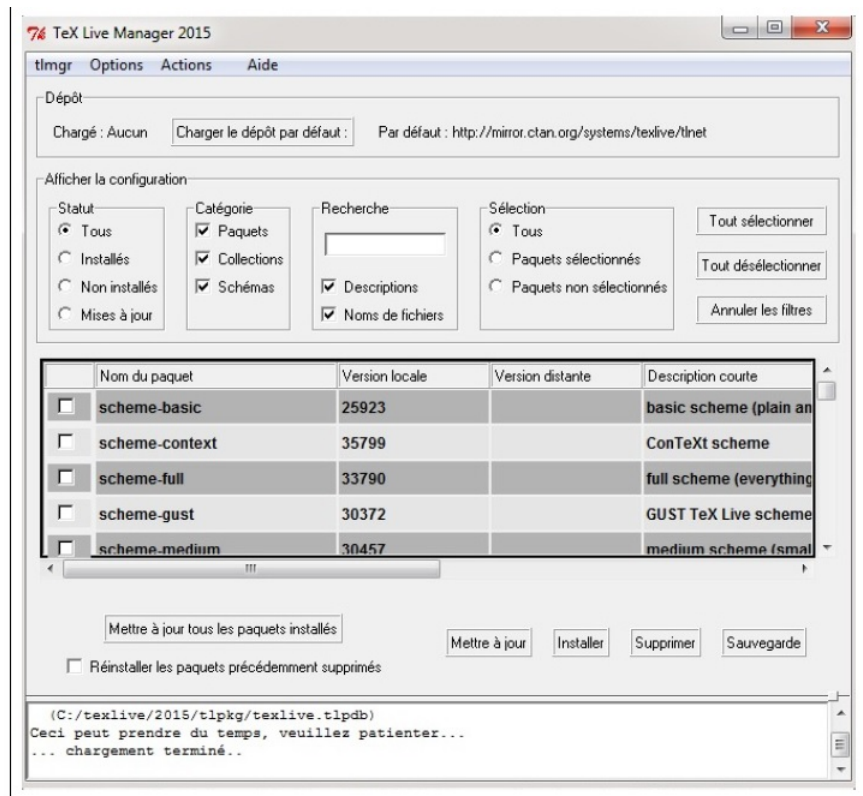 TeX Live Manager 2015
tlmgr Options Actions Aide
Dépôt
Chargé : Aucun Charger le dépôt par défaut : Par défaut : http://mirror.ctan.org/systems/texlive/tlnet
Afficher la configuration
Statut Catégorie Recherche Sélection
Tous Paquets Tous Tout sélectionner
Installés Collections Paquets sélectionnés Tout désélectionner
Non installés Schémas Descriptions Paquets non sélectionnés
Mises à jour Noms de fichiers Annuler les filtres
Nom du paquet Version locale Version distante Description courte
scheme-basic 25923 basic scheme (plain an
scheme-context 35799 ConTeXt scheme
scheme-full 33790 full scheme (everything
scheme-gust 30372 GUST TeX Live scheme
scheme-medium 30457 medium scheme (smal
Mettre à jour tous les paquets installés Mettre à jour Installer Supprimer Sauvegarde
Réinstaller les paquets précédemment supprimés
(C:/texlive/2015/tlpkg/texlive.tlpdb)
Ceci peut prendre du temps, veuillez patienter...
... chargement terminé..